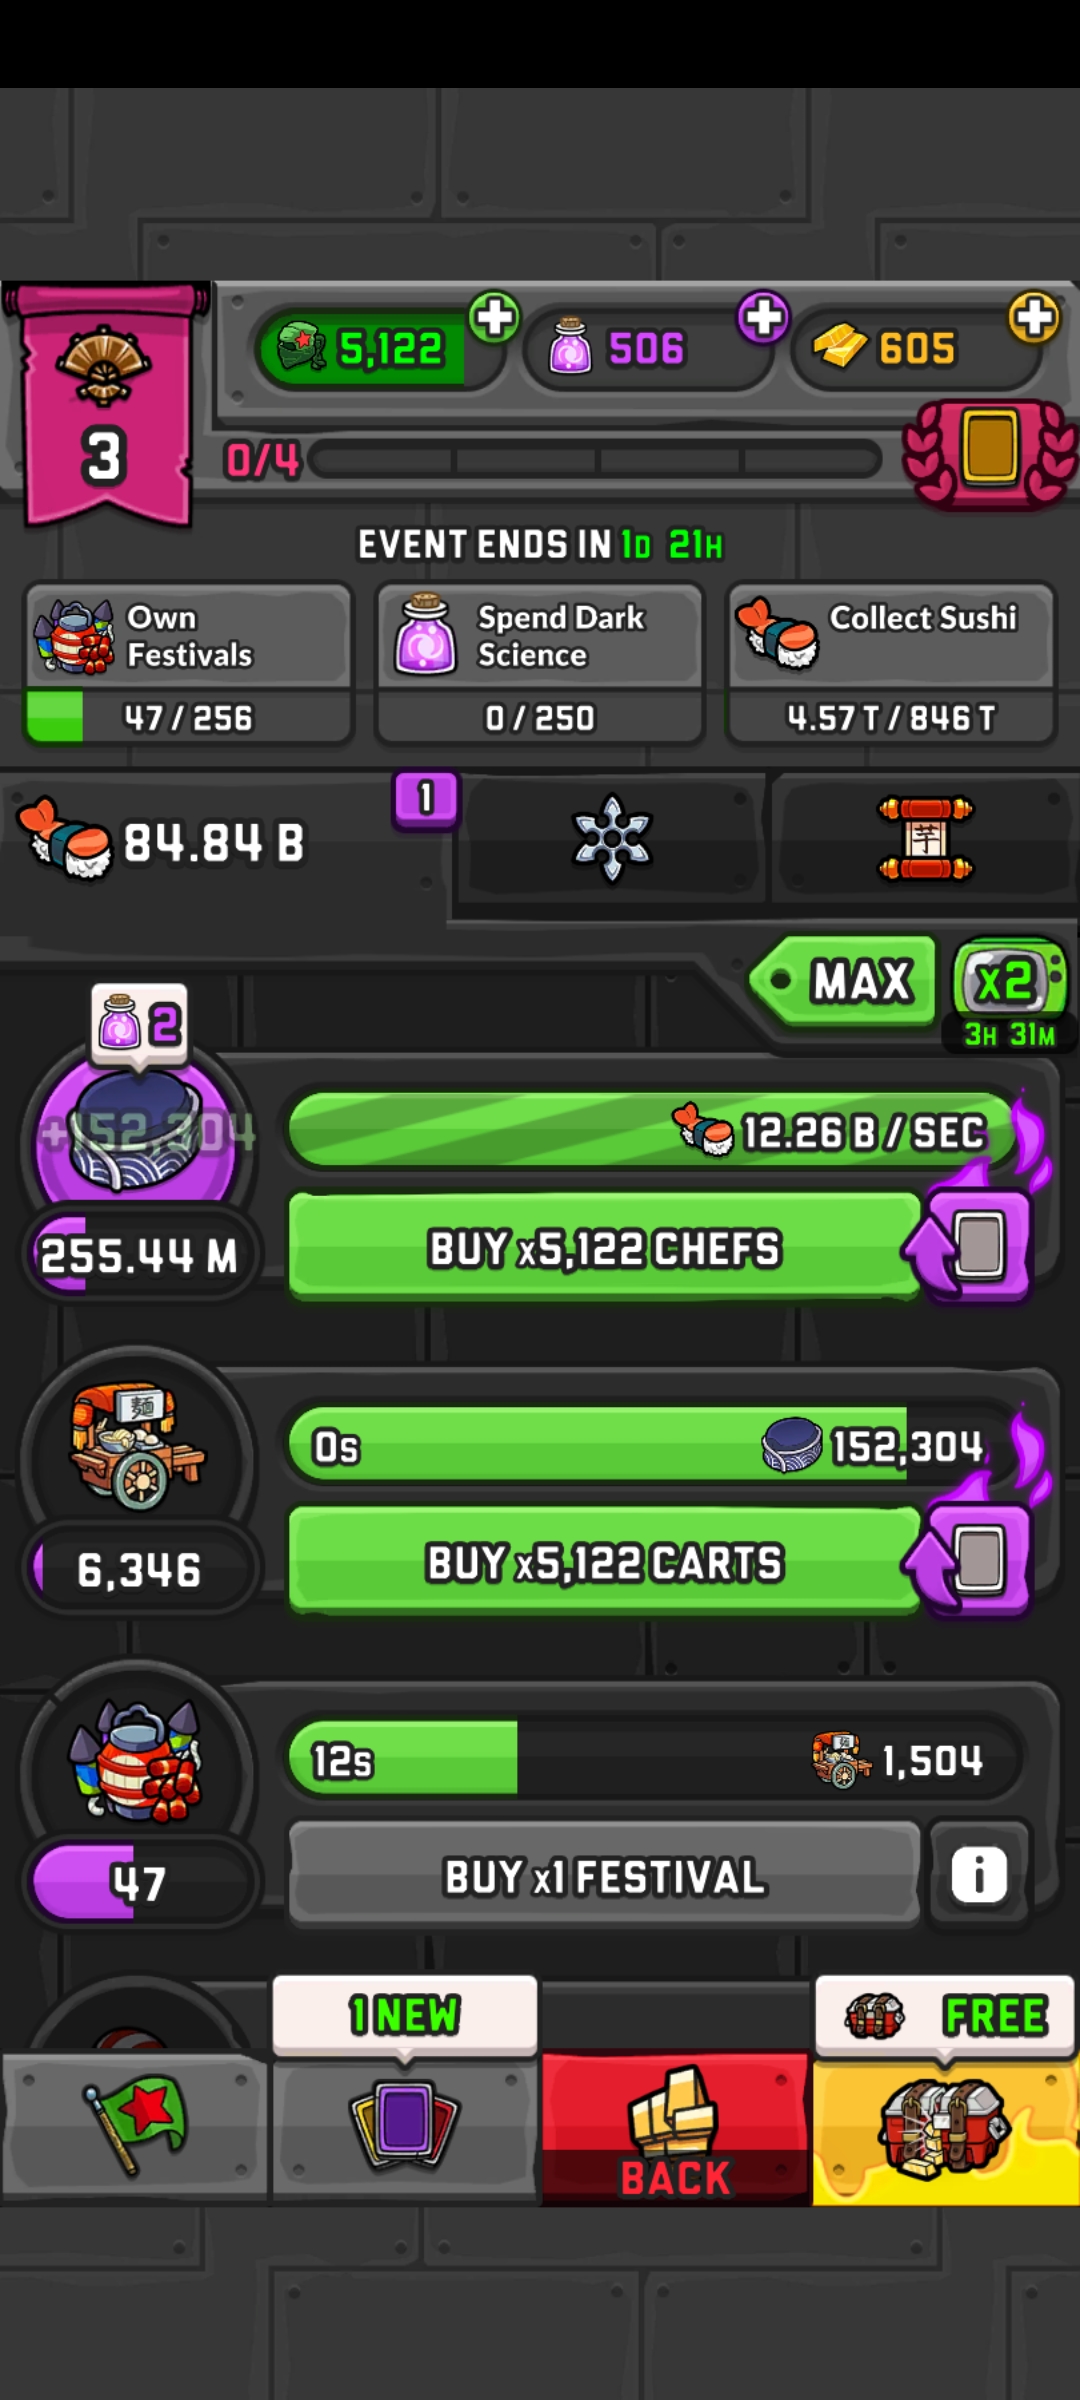 5,122
506
605
3
0/4
EVENT ENDS IN 1D 21H
Own
Festivals
47 / 256
Spend Dark
Science
0 / 250
Collect Sushi
4.57 T / 846 T
84.84 B
1
芋
MAX
x2
3H 31M
2
+152,304
12.26 B / SEC
255.44 M
BUY x5,122 CHEFS
麺
0s
152,304
6,346
BUY x5,122 CARTS
12s
1,504
47
BUY x1 FESTIVAL
i
1 NEW
FREE
BACK